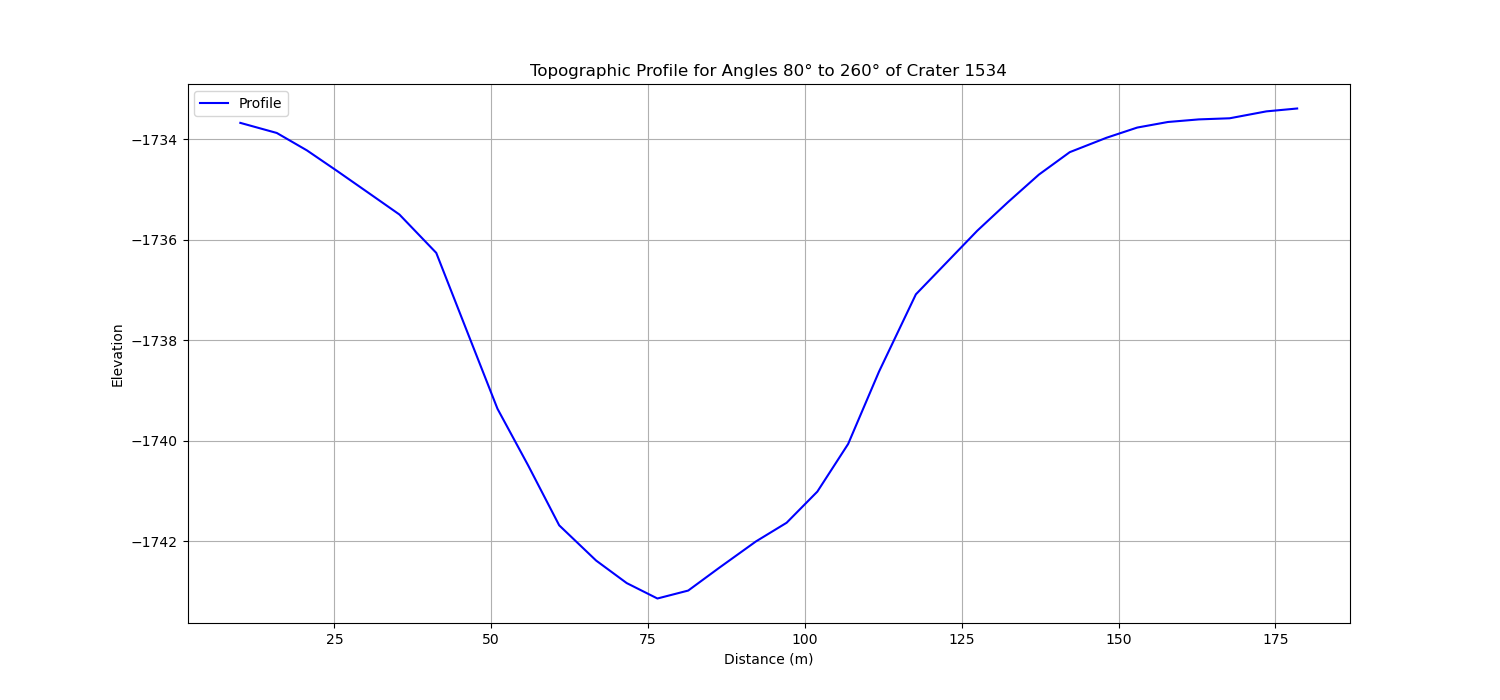 Topographic Profile for Angles 80° to 260° of Crater 1534
Profile
−1734
−1736
−1738
−1740
−1742
Elevation
25 50 75 100 125 150 175
Distance (m)